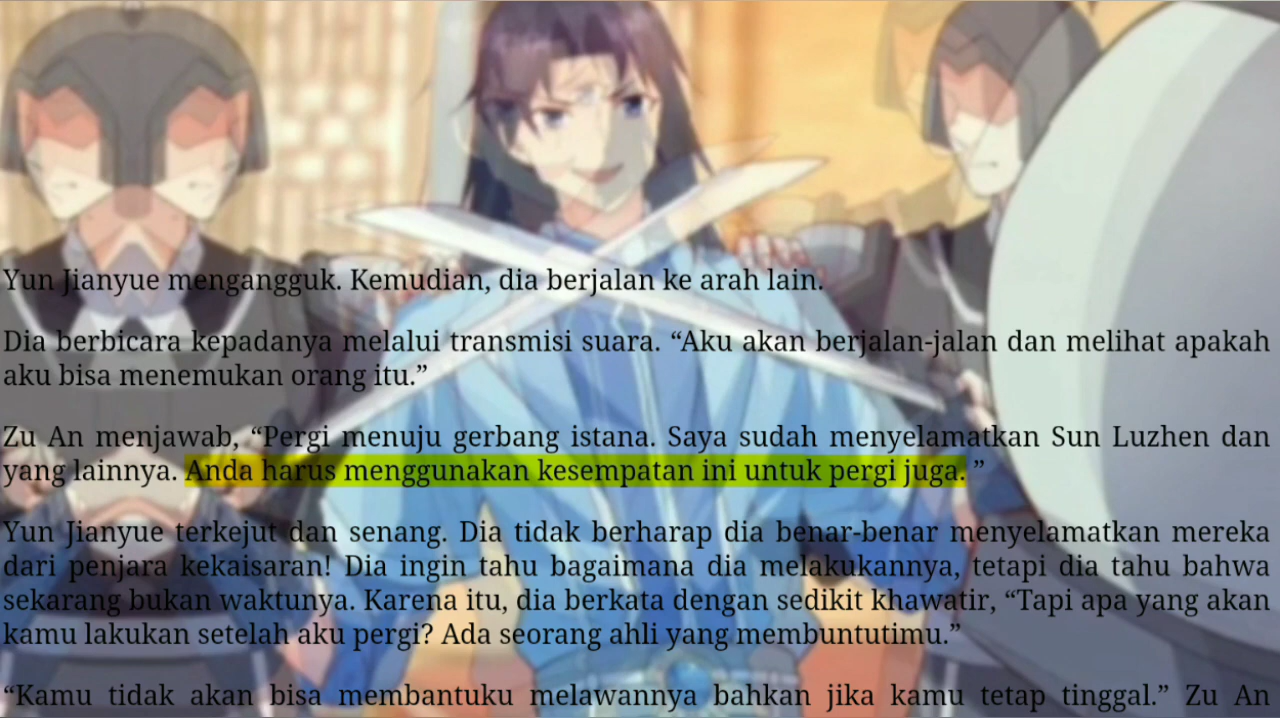 Yun Jianyue mengangguk. Kemudian, dia berjalan ke arah lain.
Dia berbicara kepadanya melalui transmisi suara. “Aku akan berjalan-jalan dan melihat apakah
aku bisa menemukan orang itu.”
Zu An menjawab, “Pergi menuju gerbang istana. Saya sudah menyelamatkan Sun Luzhen dan
yang lainnya. Anda harus menggunakan kesempatan ini untuk pergi juga. ”
Yun Jianyue terkejut dan senang. Dia tidak berharap dia benar-benar menyelamatkan mereka
dari penjara kekaisaran! Dia ingin tahu bagaimana dia melakukannya, tetapi dia tahu bahwa
sekarang bukan waktunya. Karena itu, dia berkata dengan sedikit khawatir, “Tapi apa yang akan
kamu lakukan setelah aku pergi? Ada seorang ahli yang membuntutimu.”
“Kamu tidak akan bisa membantuku melawannya bahkan jika kamu tetap tinggal.” Zu An